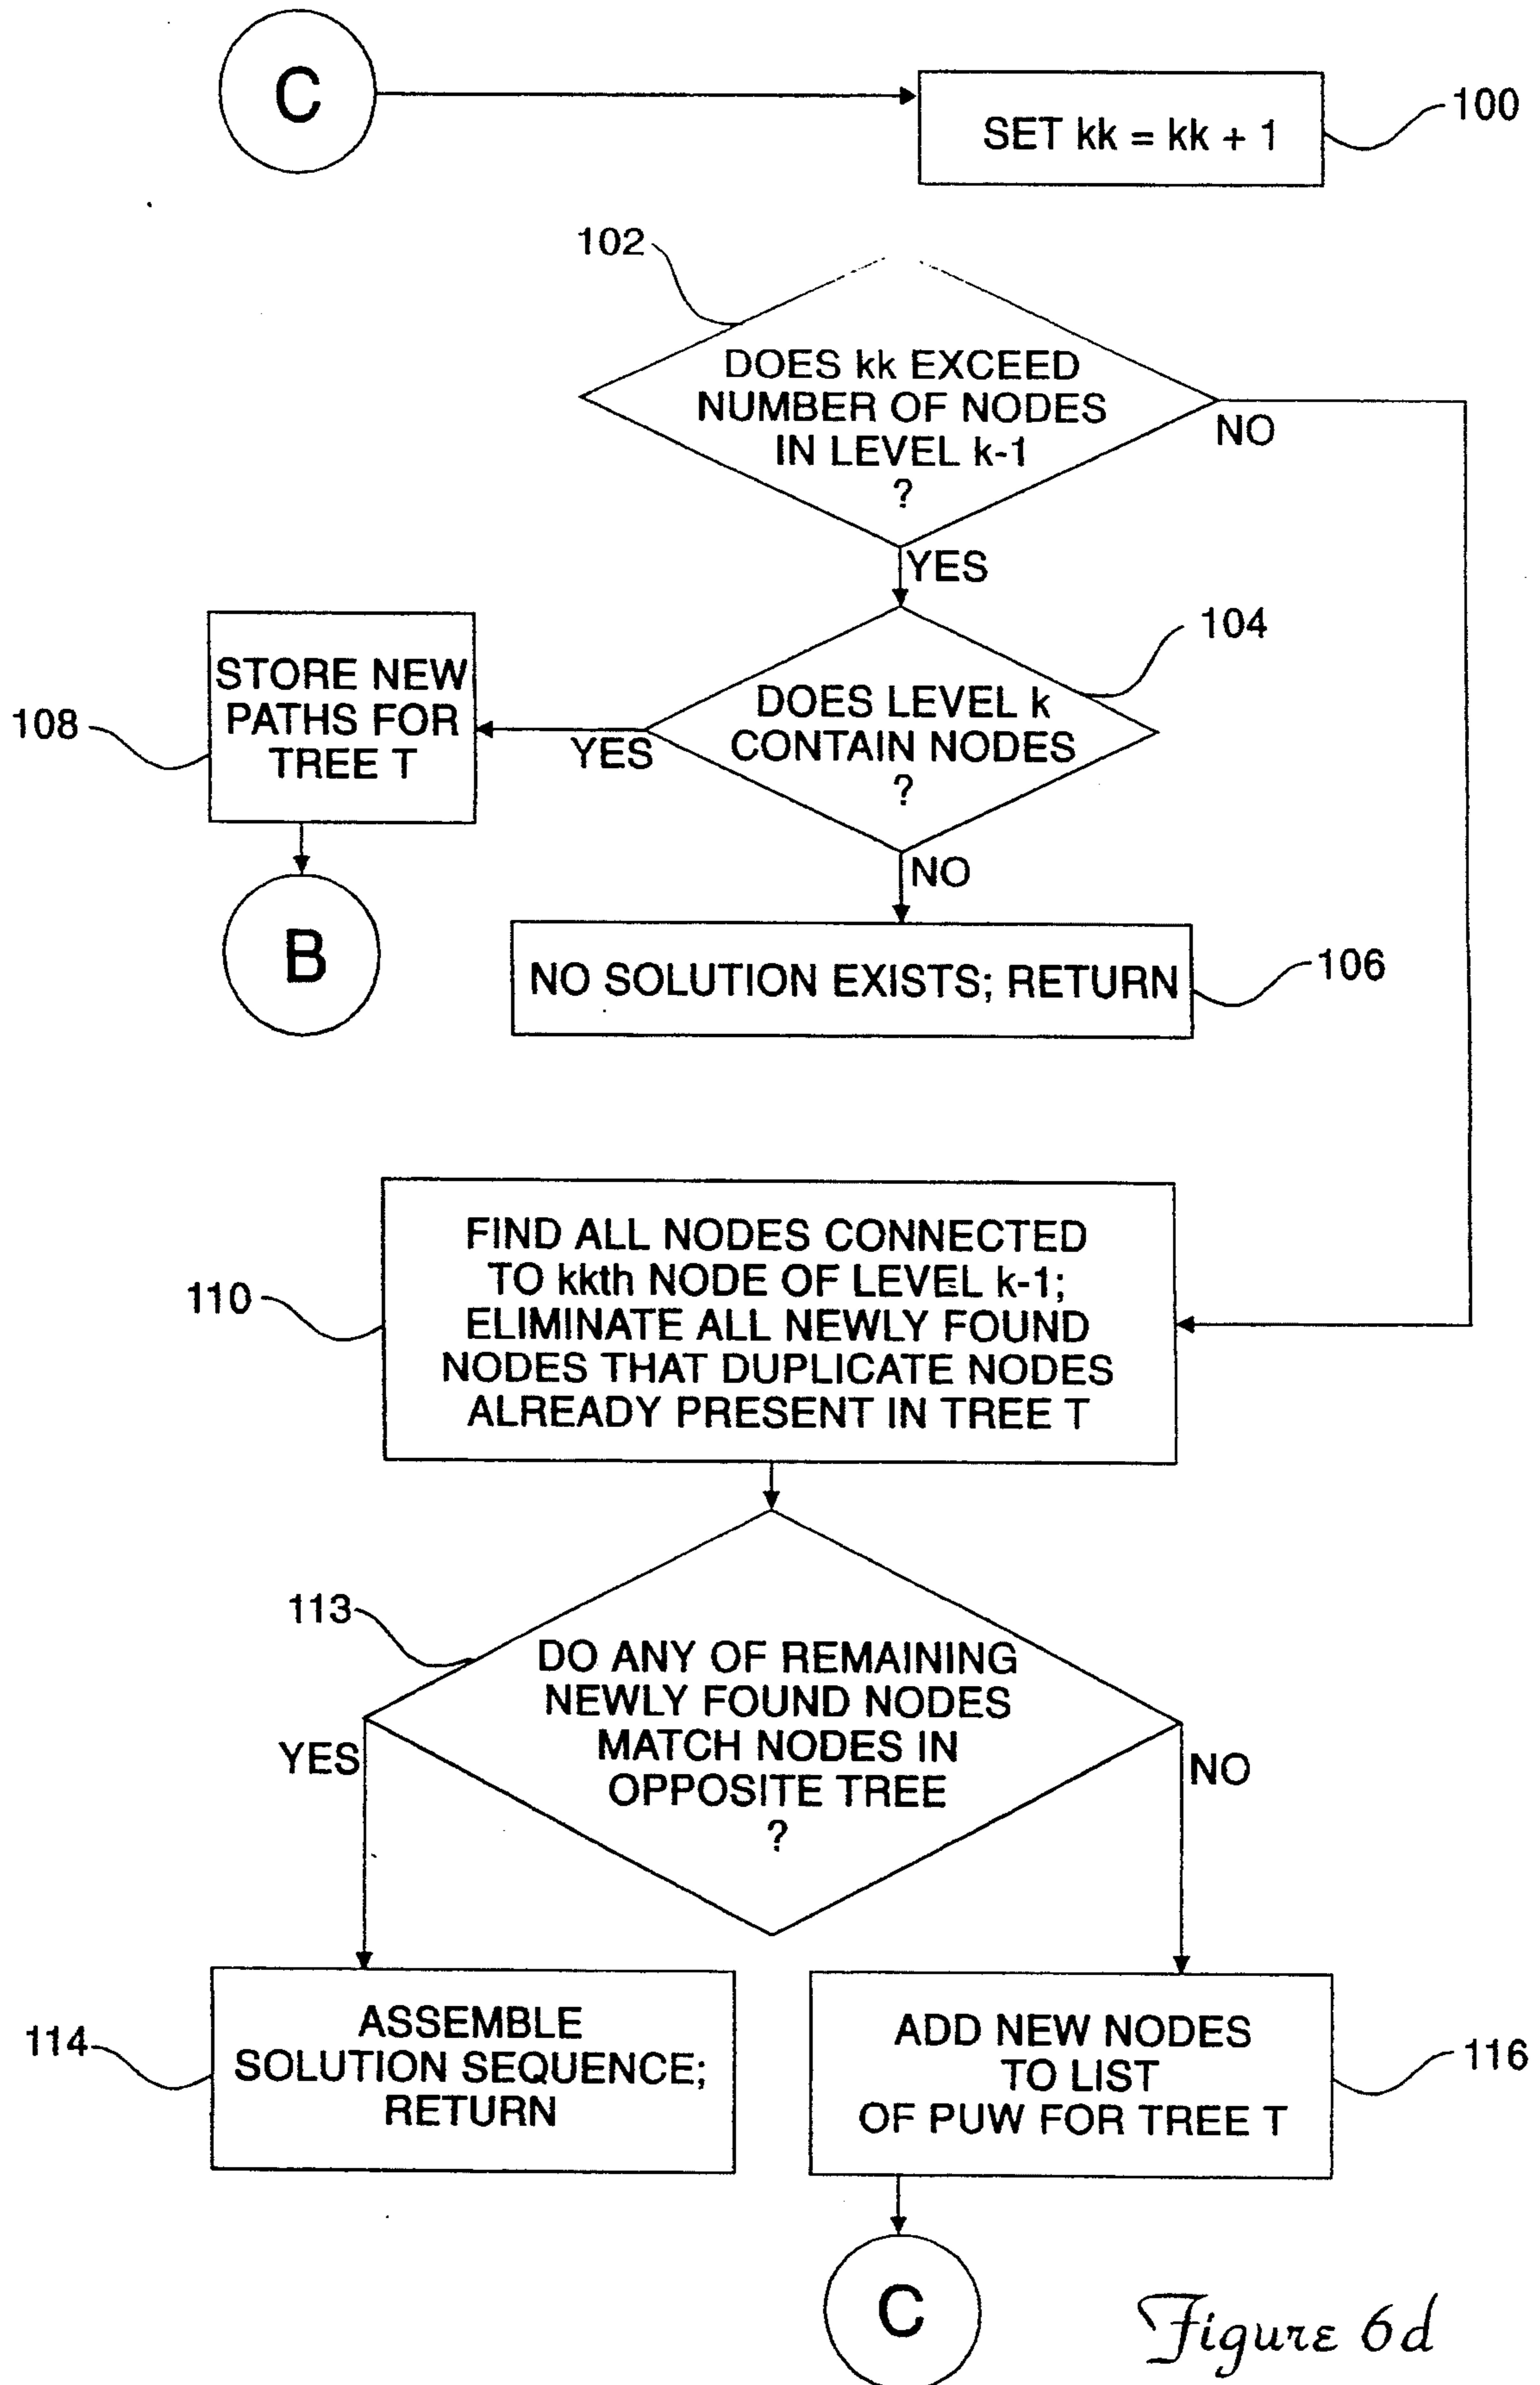 C
SET kk = kk + 1
100
102
DOES kk EXCEED
NUMBER OF NODES
IN LEVEL k-1
?
NO
YES
104
DOES LEVEL k
CONTAIN NODES
?
YES
STORE NEW
PATHS FOR
TREE T
108
B
NO
NO SOLUTION EXISTS; RETURN
106
FIND ALL NODES CONNECTED
TO kkth NODE OF LEVEL k-1;
ELIMINATE ALL NEWLY FOUND
NODES THAT DUPLICATE NODES
ALREADY PRESENT IN TREE T
110
113
DO ANY OF REMAINING
NEWLY FOUND NODES
MATCH NODES IN
OPPOSITE TREE
?
YES
NO
ASSEMBLE
SOLUTION SEQUENCE;
RETURN
114
ADD NEW NODES
TO LIST
OF PUW FOR TREE T
116
C
Figure 6d